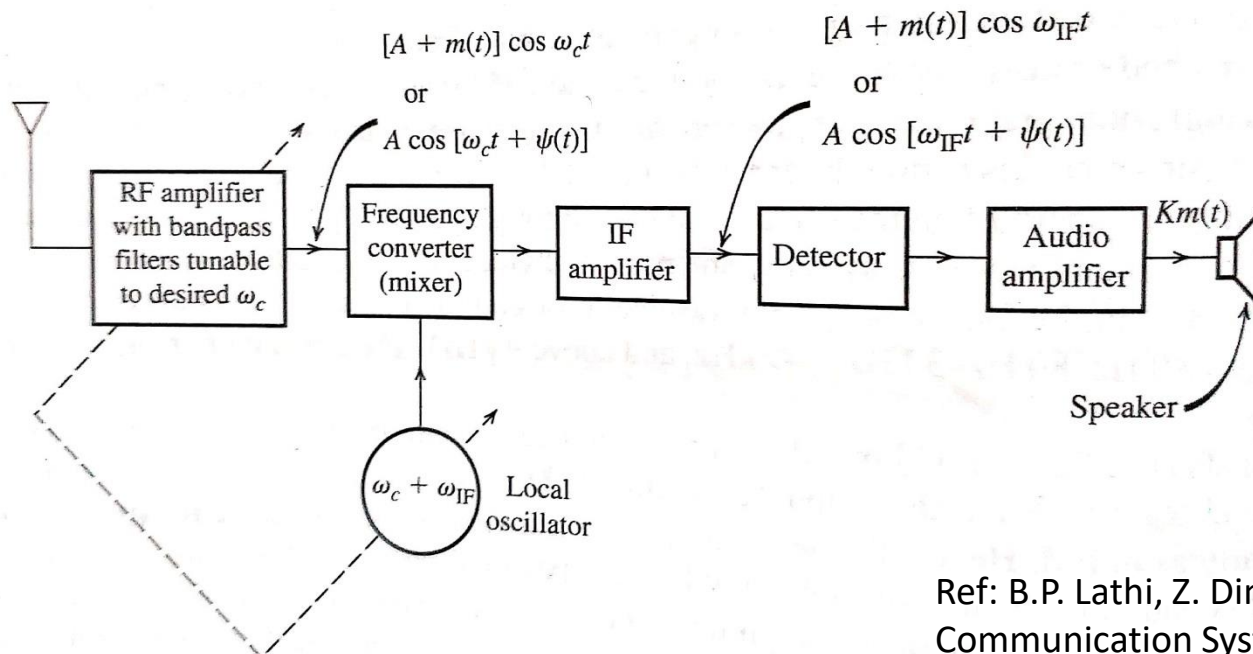 [A + m(t)] cos ω_c t
or
A cos [ω_c t + ψ(t)]
[A + m(t)] cos ω_IF t
or
A cos [ω_IF t + ψ(t)]
RF amplifier
with bandpass
filters tunable
to desired ω_c
Frequency
converter
(mixer)
IF
amplifier
Detector
Audio
amplifier
Km(t)
Speaker
ω_c + ω_IF
Local
oscillator
Ref: B.P. Lathi, Z. Din
Communication Sys